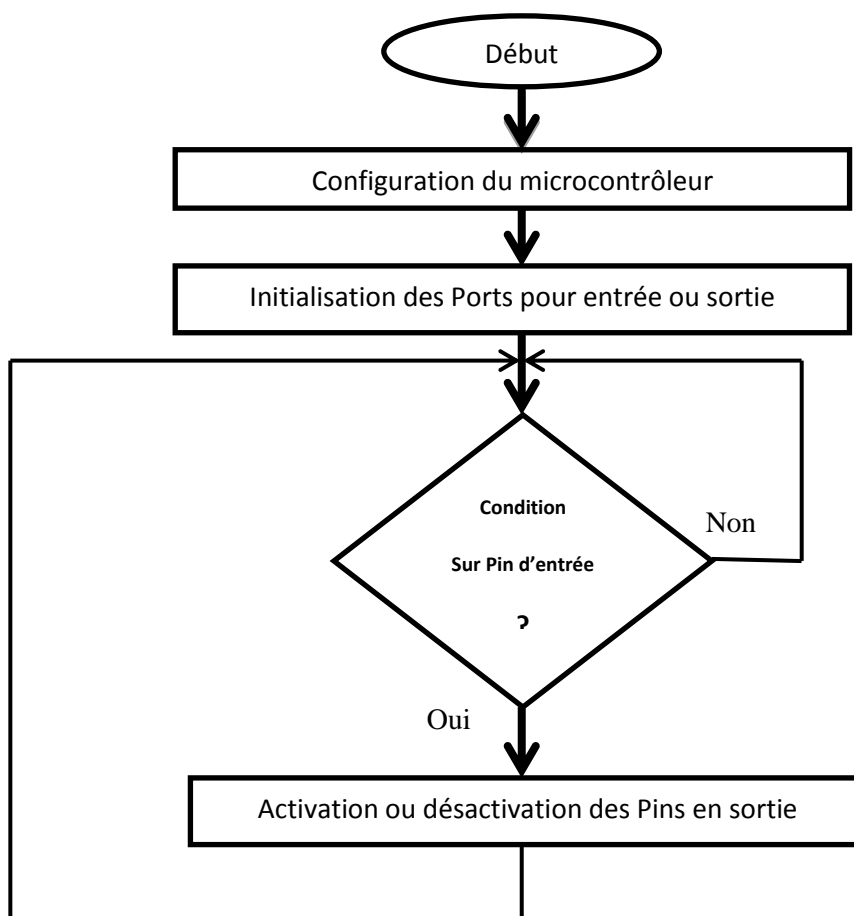 Début
Configuration du microcontrôleur
Initialisation des Ports pour entrée ou sortie
Condition
Non
Sur Pin d'entrée
?
Oui
Activation ou désactivation des Pins en sortie